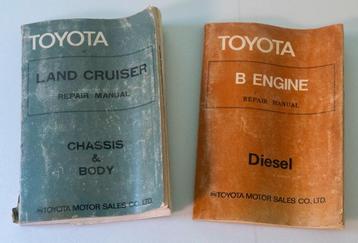 TOYOTA
LAND CRUISER
REPAIR MANUAL
CHASSIS
&
BODY
TOYOTA MOTOR SALES CO., LTD.
TOYOTA
B ENGINE
REPAIR MANUAL
Diesel
TOYOTA MOTOR SALES CO., LTD.